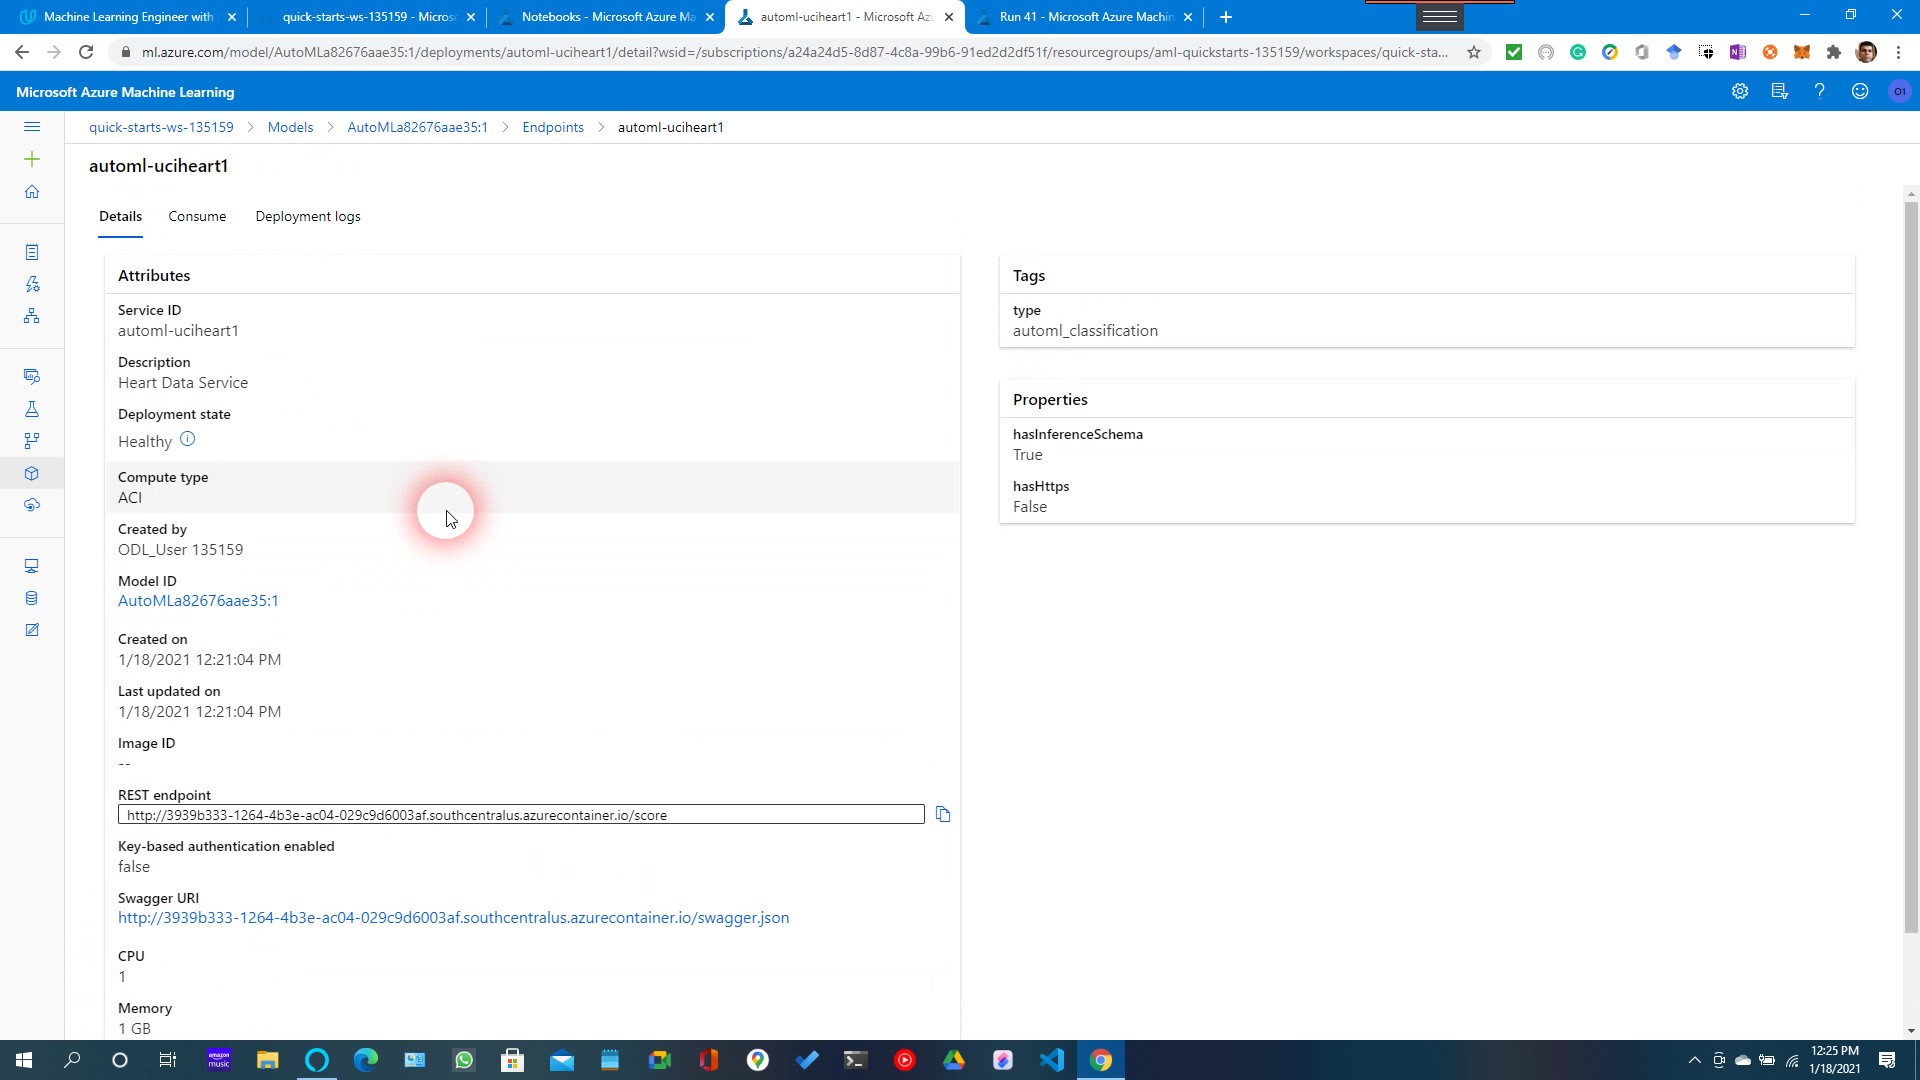 Machine Learning Engineer with
quick-starts-ws-135159 - Microso
Notebooks - Microsoft Azure Ma
automl-uciheart1 - Microsoft Azu
Run 41 - Microsoft Azure Machin
ml.azure.com/model/AutoMLa82676aae35:1/deployments/automl-uciheart1/detail?wsid=/subscriptions/a24a24d5-8d87-4c8a-99b6-91ed2d2df51f/resourcegroups/aml-quickstarts-135159/workspaces/quick-sta...
Microsoft Azure Machine Learning
O1
quick-starts-ws-135159 > Models > AutoMLa82676aae35:1 > Endpoints > automl-uciheart1
automl-uciheart1
Details Consume Deployment logs
Attributes
Service ID
automl-uciheart1
Description
Heart Data Service
Deployment state
Healthy
Compute type
ACI
Created by
ODL_User 135159
Model ID
AutoMLa82676aae35:1
Created on
1/18/2021 12:21:04 PM
Last updated on
1/18/2021 12:21:04 PM
Image ID
--
REST endpoint
http://3939b333-1264-4b3e-ac04-029c9d6003af.southcentralus.azurecontainer.io/score
Key-based authentication enabled
false
Swagger URI
http://3939b333-1264-4b3e-ac04-029c9d6003af.southcentralus.azurecontainer.io/swagger.json
CPU
1
Memory
1 GB
Tags
type
automl_classification
Properties
hasInferenceSchema
True
hasHttps
False
amazon music
12:25 PM
1/18/2021